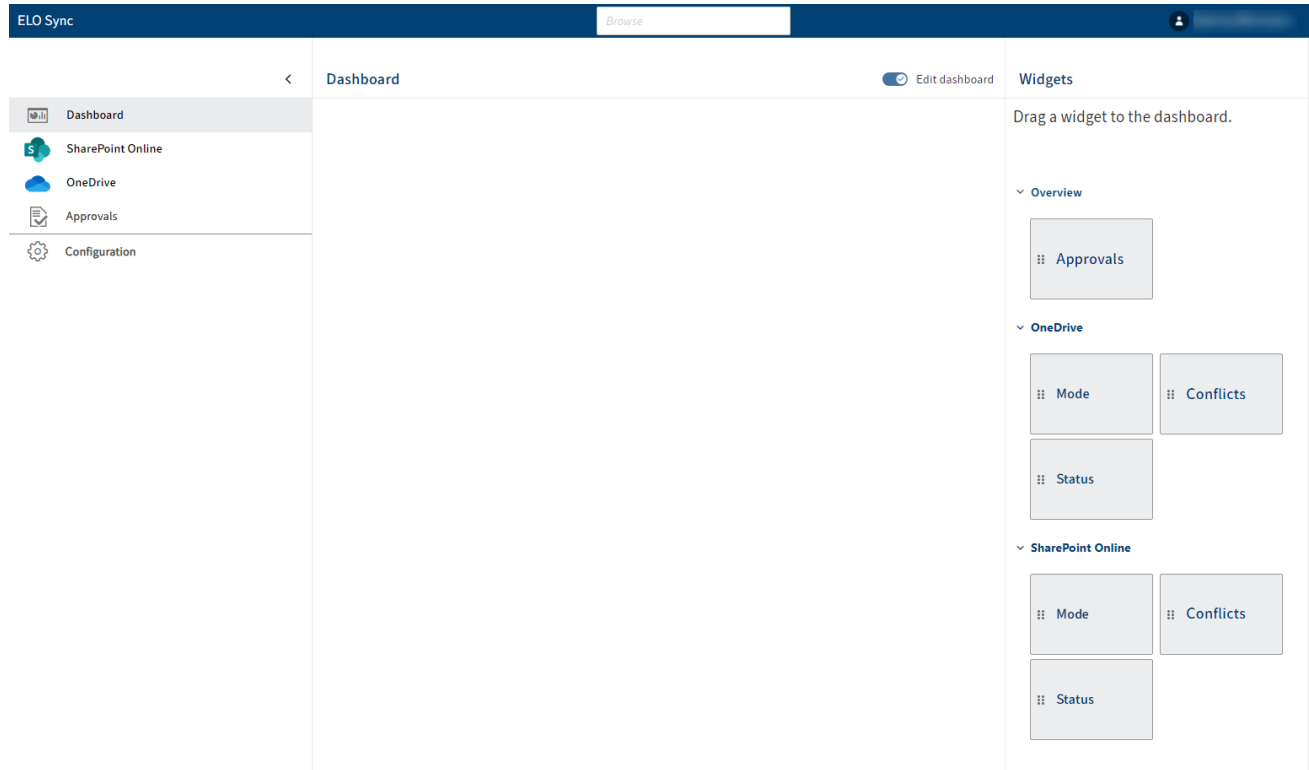 ELO Sync
Browse
Dashboard
Edit dashboard
Widgets
Dashboard
SharePoint Online
OneDrive
Approvals
Configuration
Drag a widget to the dashboard.
Overview
Approvals
OneDrive
Mode
Conflicts
Status
SharePoint Online
Mode
Conflicts
Status